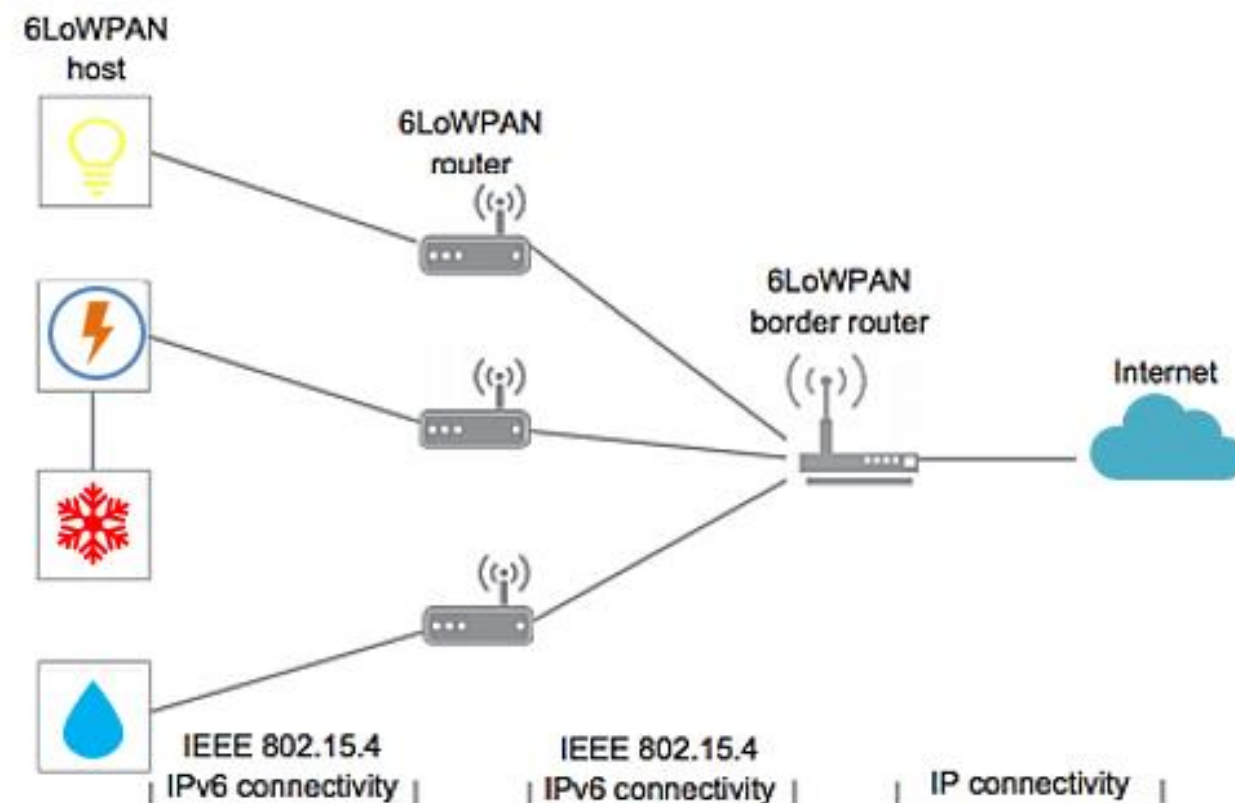 6LoWPAN
host
6LoWPAN
router
6LoWPAN
border router
Internet
IEEE 802.15.4
IPv6 connectivity
IEEE 802.15.4
IPv6 connectivity
IP connectivity